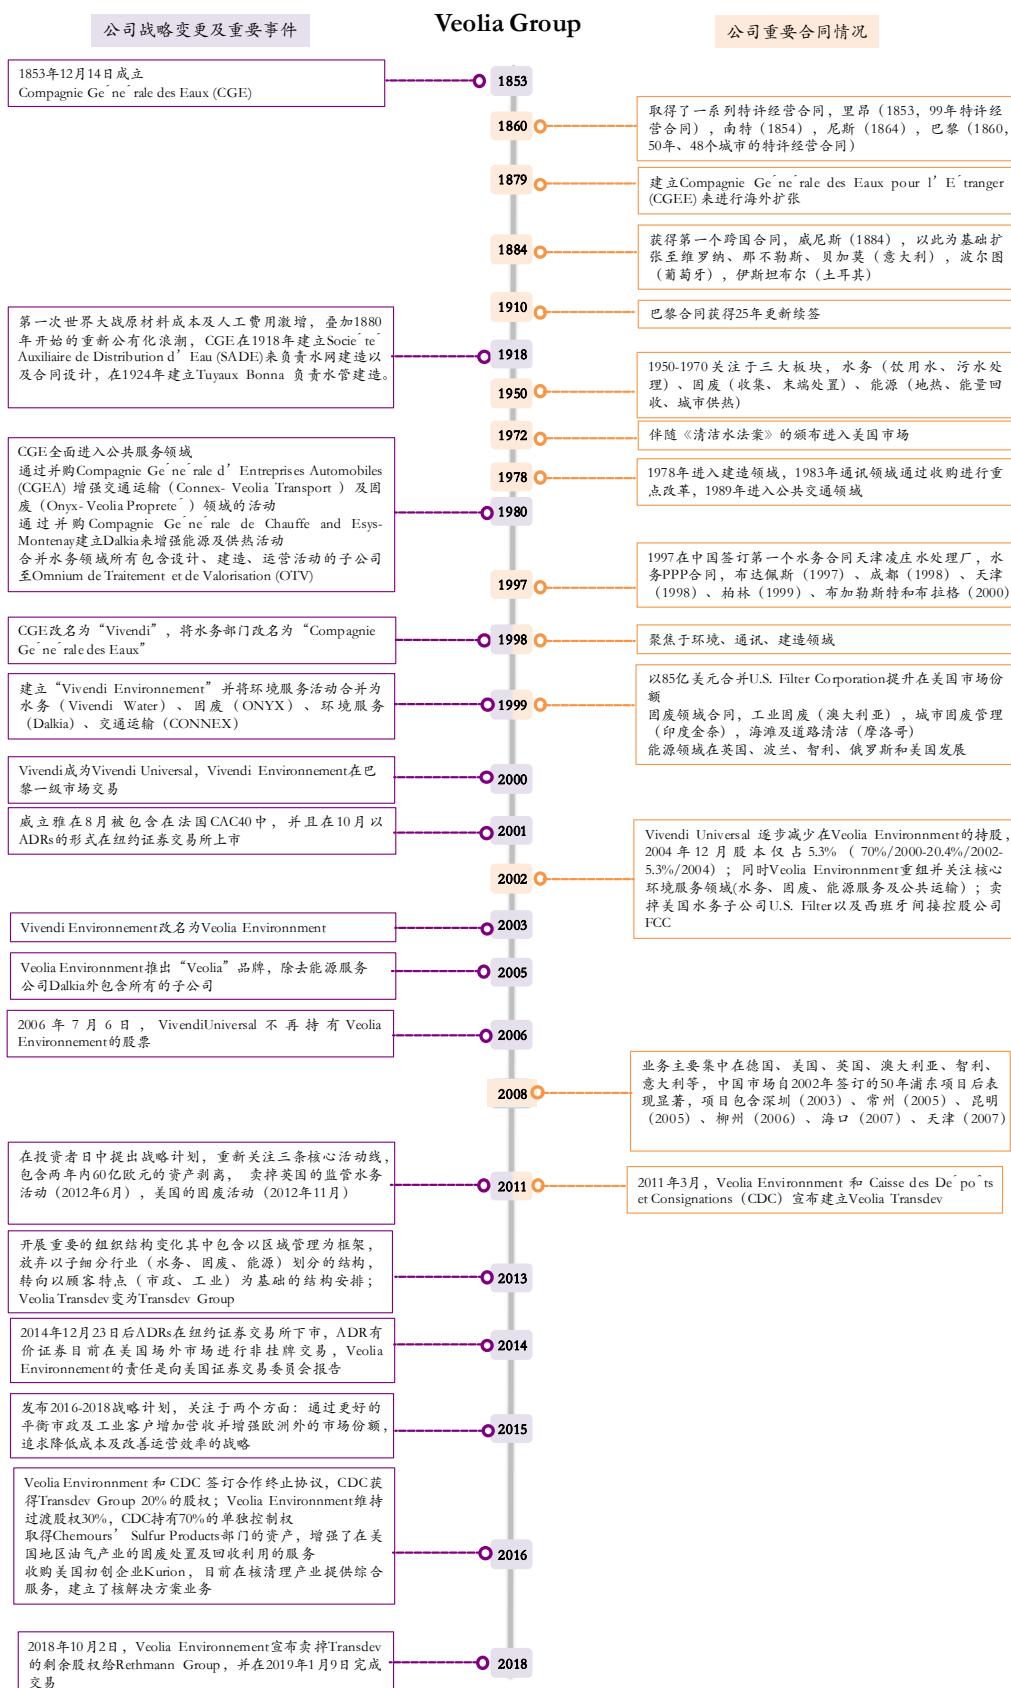 Veolia Group
公司战略变更及重要事件
公司重要合同情况
1853年12月14日成立
Compagnie Ge´ne´rale des Eaux (CGE)
1853
1860
取得了一系列特许经营合同，里昂（1853，99年特许经
营合同），南特（1854），尼斯（1864），巴黎（1860，
50年、48个城市的特许经营合同）
1879
建立Compagnie Ge´ne´rale des Eaux pour l’ E´tranger
(CGEE) 来进行海外扩张
1884
获得第一个跨国合同，威尼斯（1884），以此为基础扩
张至维罗纳、那不勒斯、贝加莫（意大利），波尔图
（葡萄牙），伊斯坦布尔（土耳其）
1910
巴黎合同获得25年更新续签
第一次世界大战原材料成本及人工费用激增，叠加1880
年开始的重新公有化浪潮，CGE在1918年建立Socie´te´
Auxiliaire de Distribution d’ Eau (SADE)来负责水网建造以
及合同设计，在1924年建立Tuyaux Bonna 负责水管建造。
1918
1950
1950-1970关注于三大板块，水务（饮用水、污水处
理）、固废（收集、末端处置）、能源（地热、能量回
收、城市供热）
1972
伴随《清洁水法案》的颁布进入美国市场
1978
1978年进入建造领域，1983年通讯领域通过收购进行重
点改革，1989年进入公共交通领域
CGE全面进入公共服务领域
通过并购Compagnie Ge´ne´rale d’ Entreprises Automobiles
(CGEA) 增强交通运输（Connex- Veolia Transport ）及固
废（Onyx- Veolia Proprete´）领域的活动
通过并购Compagnie Ge´ne´rale de Chauffe and Esys-
Montenay建立Dalkia来增强能源及供热活动
合并水务领域所有包含设计、建造、运营活动的子公司
至Omnium de Traitement et de Valorisation (OTV)
1980
1997
1997在中国签订第一个水务合同天津凌庄水处理厂，水
务PPP合同，布达佩斯（1997）、成都（1998）、天津
（1998）、柏林（1999）、布加勒斯特和布拉格（2000）
CGE改名为“Vivendi”，将水务部门改名为“Compagnie
Ge´ne´rale des Eaux”
1998
聚焦于环境、通讯、建造领域
建立“Vivendi Environnement”并将环境服务活动合并为
水务（Vivendi Water）、固废（ONYX）、环境服务
（Dalkia）、交通运输（CONNEX）
1999
以85亿美元合并U.S. Filter Corporation提升在美国市场份
额
固废领域合同，工业固废（澳大利亚），城市固废管理
（印度金奈），海滩及道路清洁（摩洛哥）
能源领域在英国、波兰、智利、俄罗斯和美国发展
Vivendi成为Vivendi Universal，Vivendi Environnement在巴
黎一级市场交易
2000
威立雅在8月被包含在法国CAC40中，并且在10月以
ADRs的形式在纽约证券交易所上市
2001
2002
Vivendi Universal 逐步减少在Veolia Environnment的持股，
2004年12月股本仅占5.3%（70%/2000-20.4%/2002-
5.3%/2004）；同时Veolia Environnment重组并关注核心
环境服务领域(水务、固废、能源服务及公共运输）；卖
掉美国水务子公司U.S. Filter以及西班牙间接控股公司
FCC
Vivendi Environnement改名为Veolia Environnment
2003
Veolia Environnment推出“Veolia”品牌，除去能源服务
公司Dalkia外包含所有的子公司
2005
2006年7月6日，VivendiUniversal不再持有Veolia
Environnement的股票
2006
2008
业务主要集中在德国、美国、英国、澳大利亚、智利、
意大利等，中国市场自2002年签订的50年浦东项目后表
现显著，项目包含深圳（2003）、常州（2005）、昆明
（2005）、柳州（2006）、海口（2007）、天津（2007）
在投资者日中提出战略计划，重新关注三条核心活动线，
包含两年内60亿欧元的资产剥离， 卖掉英国的监管水务
活动（2012年6月），美国的固废活动（2012年11月）
2011
2011年3月，Veolia Environnment 和 Caisse des De´po^ts
et Consignations（CDC）宣布建立Veolia Transdev
开展重要的组织结构变化其中包含以区域管理为框架，
放弃以子细分行业（水务、固废、能源）划分的结构，
转向以顾客特点（市政、工业）为基础的结构安排；
Veolia Transdev变为Transdev Group
2013
2014年12月23日后ADRs在纽约证券交易所下市，ADR有
价证券目前在美国场外市场进行非挂牌交易，Veolia
Environnement的责任是向美国证券交易委员会报告
2014
发布2016-2018战略计划，关注于两个方面：通过更好的
平衡市政及工业客户增加营收并增强欧洲外的市场份额，
追求降低成本及改善运营效率的战略
2015
Veolia Environnment 和 CDC 签订合作终止协议，CDC获
得Transdev Group 20%的股权；Veolia Environnment维持
过渡股权30%，CDC持有70%的单独控制权
取得Chemours’ Sulfur Products部门的资产，增强了在美
国地区油气产业的固废处置及回收利用的服务
收购美国初创企业Kurion，目前在核清理产业提供综合
服务，建立了核解决方案业务
2016
2018年10月2日，Veolia Environnement宣布卖掉Transdev
的剩余股权给Rethmann Group，并在2019年1月9日完成
交易
2018